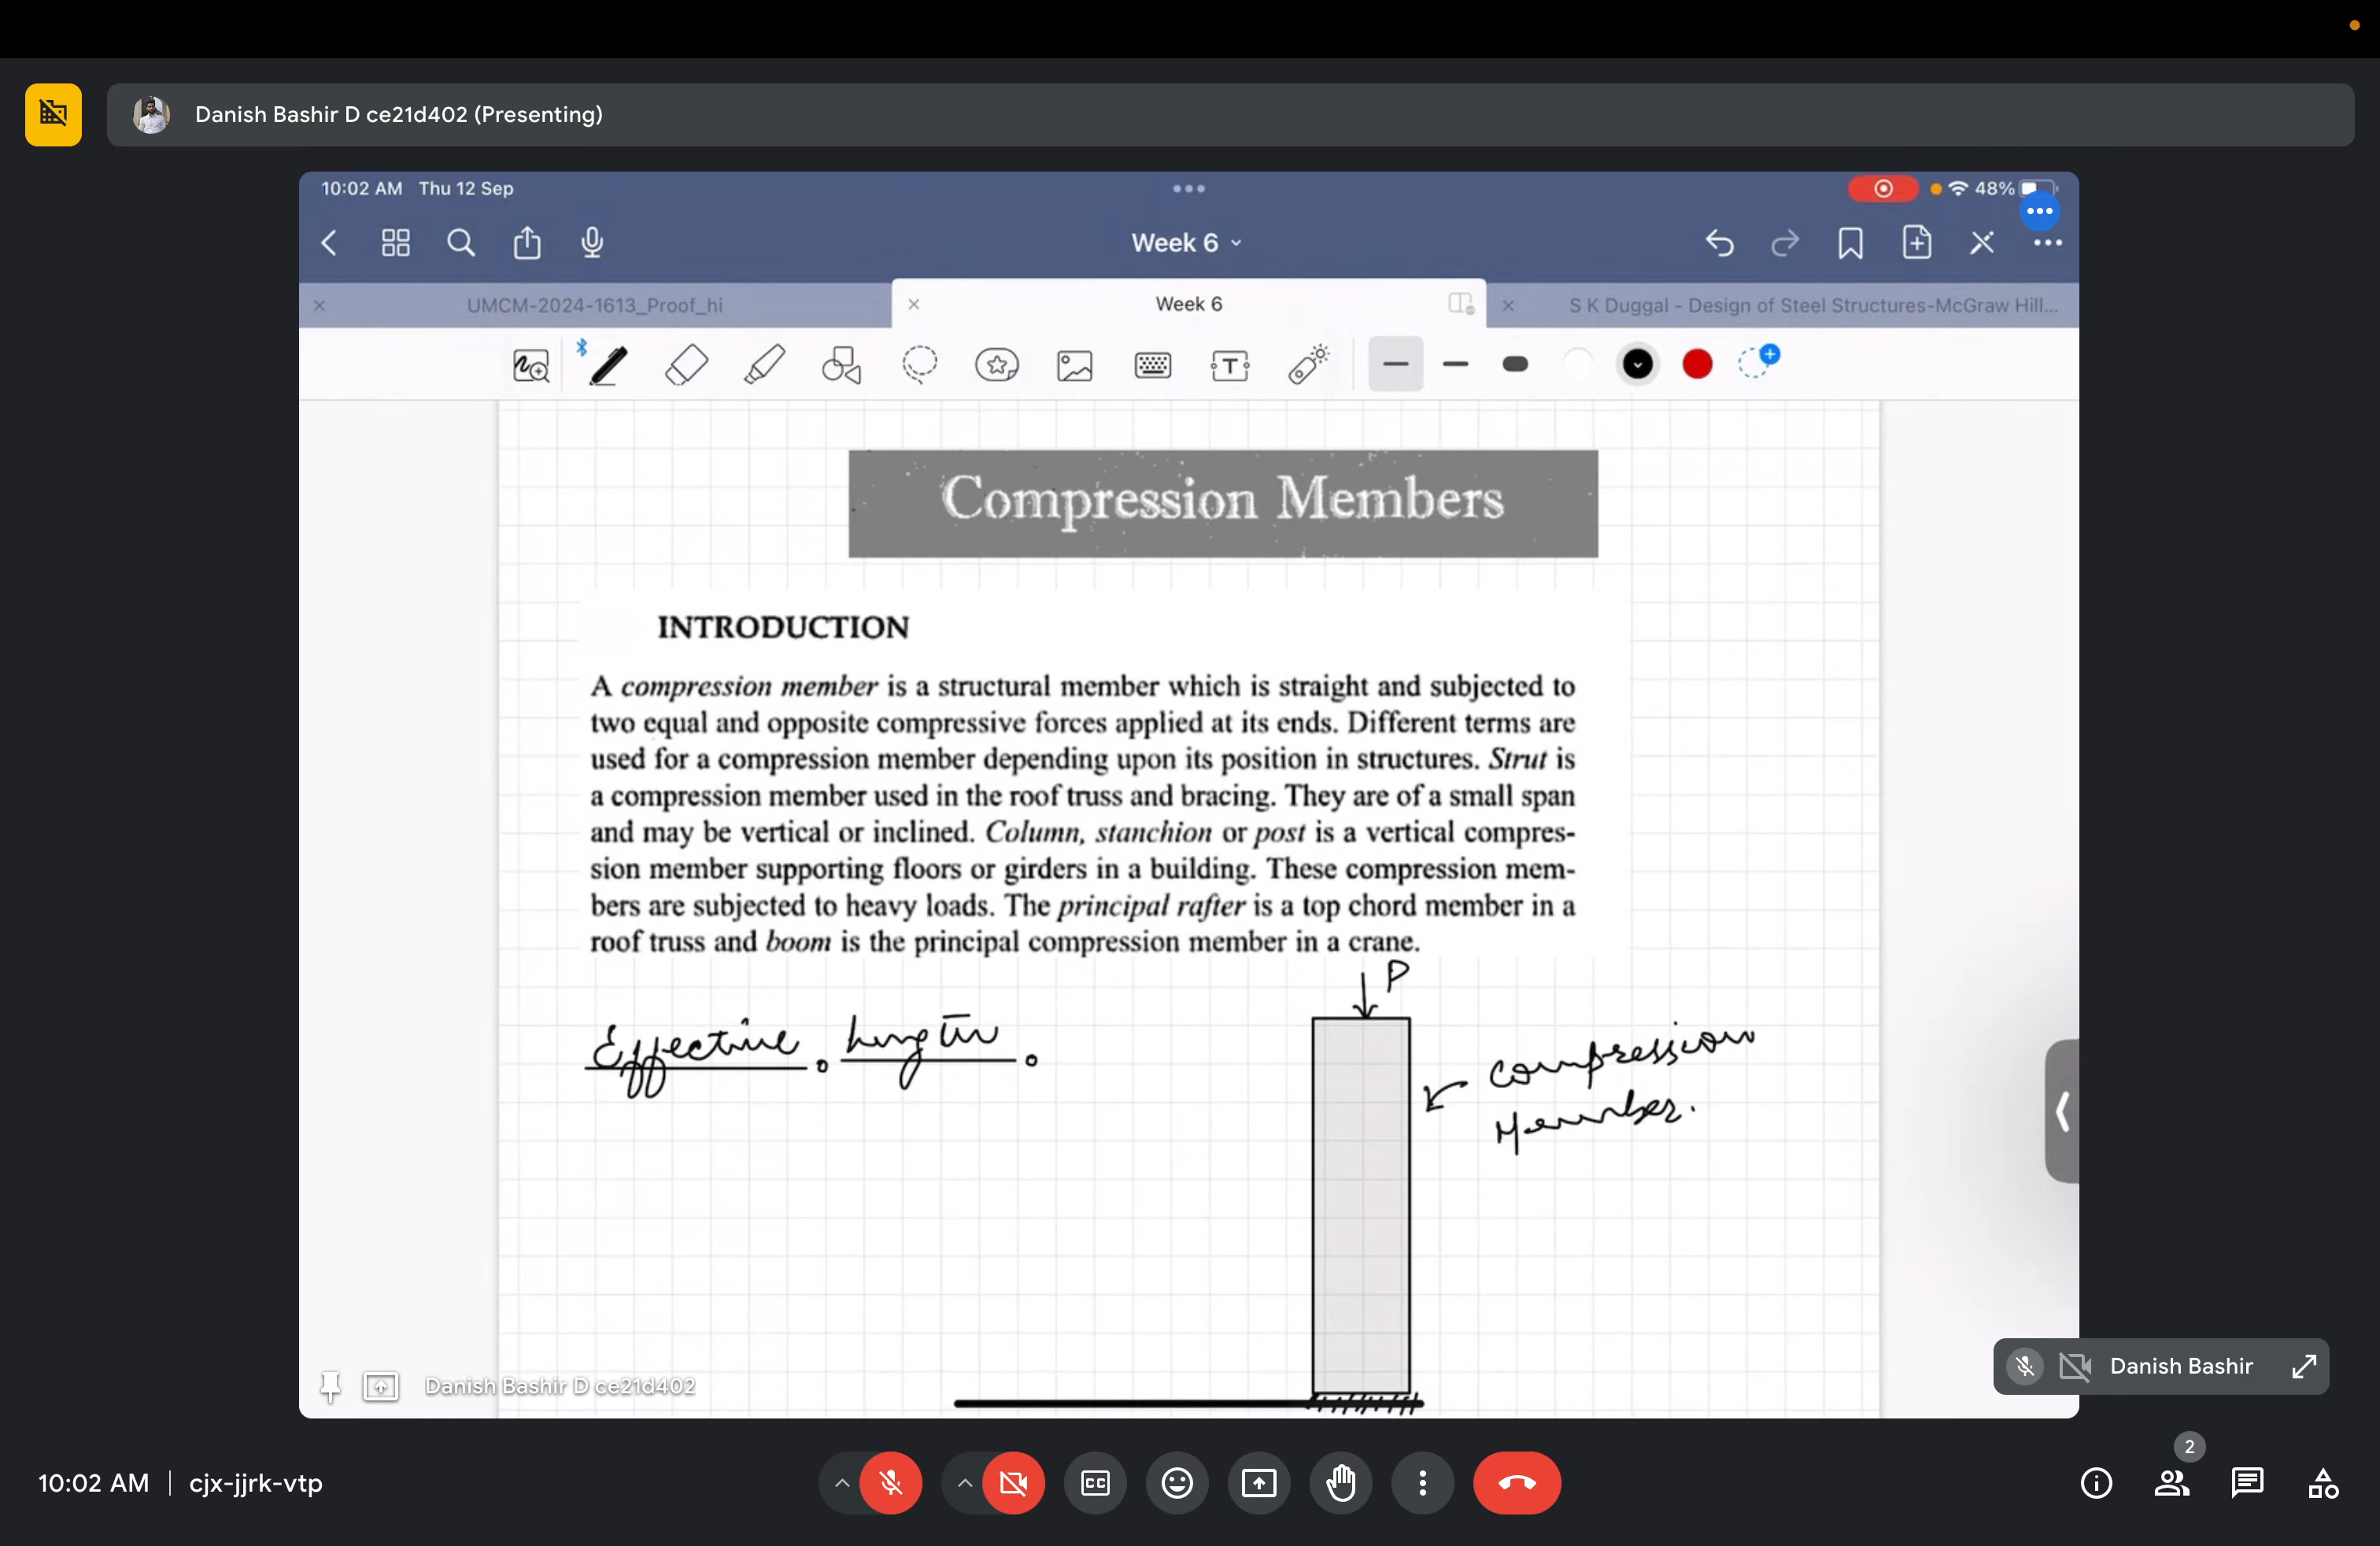 Danish Bashir D ce21d402 (Presenting)
10:02 AM Thu 12 Sep
48%
Week 6
UMCM-2024-1613_Proof_hi
Week 6
S K Duggal - Design of Steel Structures-McGraw Hill...
T
Compression Members
INTRODUCTION
A compression member is a structural member which is straight and subjected to
two equal and opposite compressive forces applied at its ends. Different terms are
used for a compression member depending upon its position in structures. Strut is
a compression member used in the roof truss and bracing. They are of a small span
and may be vertical or inclined. Column, stanchion or post is a vertical compres-
sion member supporting floors or girders in a building. These compression mem-
bers are subjected to heavy loads. The principal rafter is a top chord member in a
roof truss and boom is the principal compression member in a crane.
P
Effective. Length.
Compression
Member.
Danish Bashir D ce21d402
Danish Bashir
2
10:02 AM | cjx-jjrk-vtp
CC